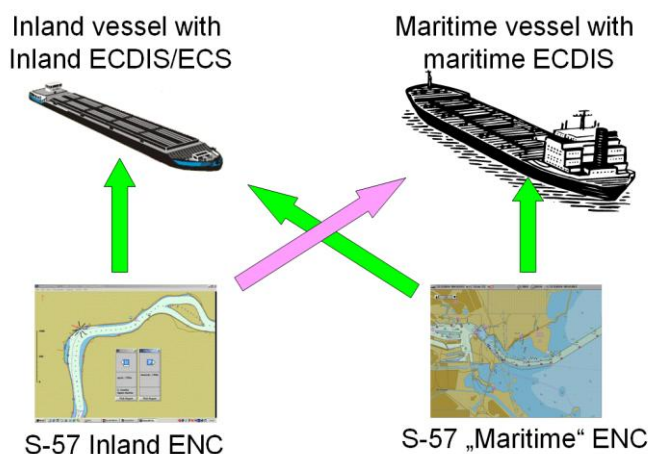 Inland vessel with
Inland ECDIS/ECS
Maritime vessel with
maritime ECDIS
S-57 Inland ENC
S-57 „Maritime“ ENC